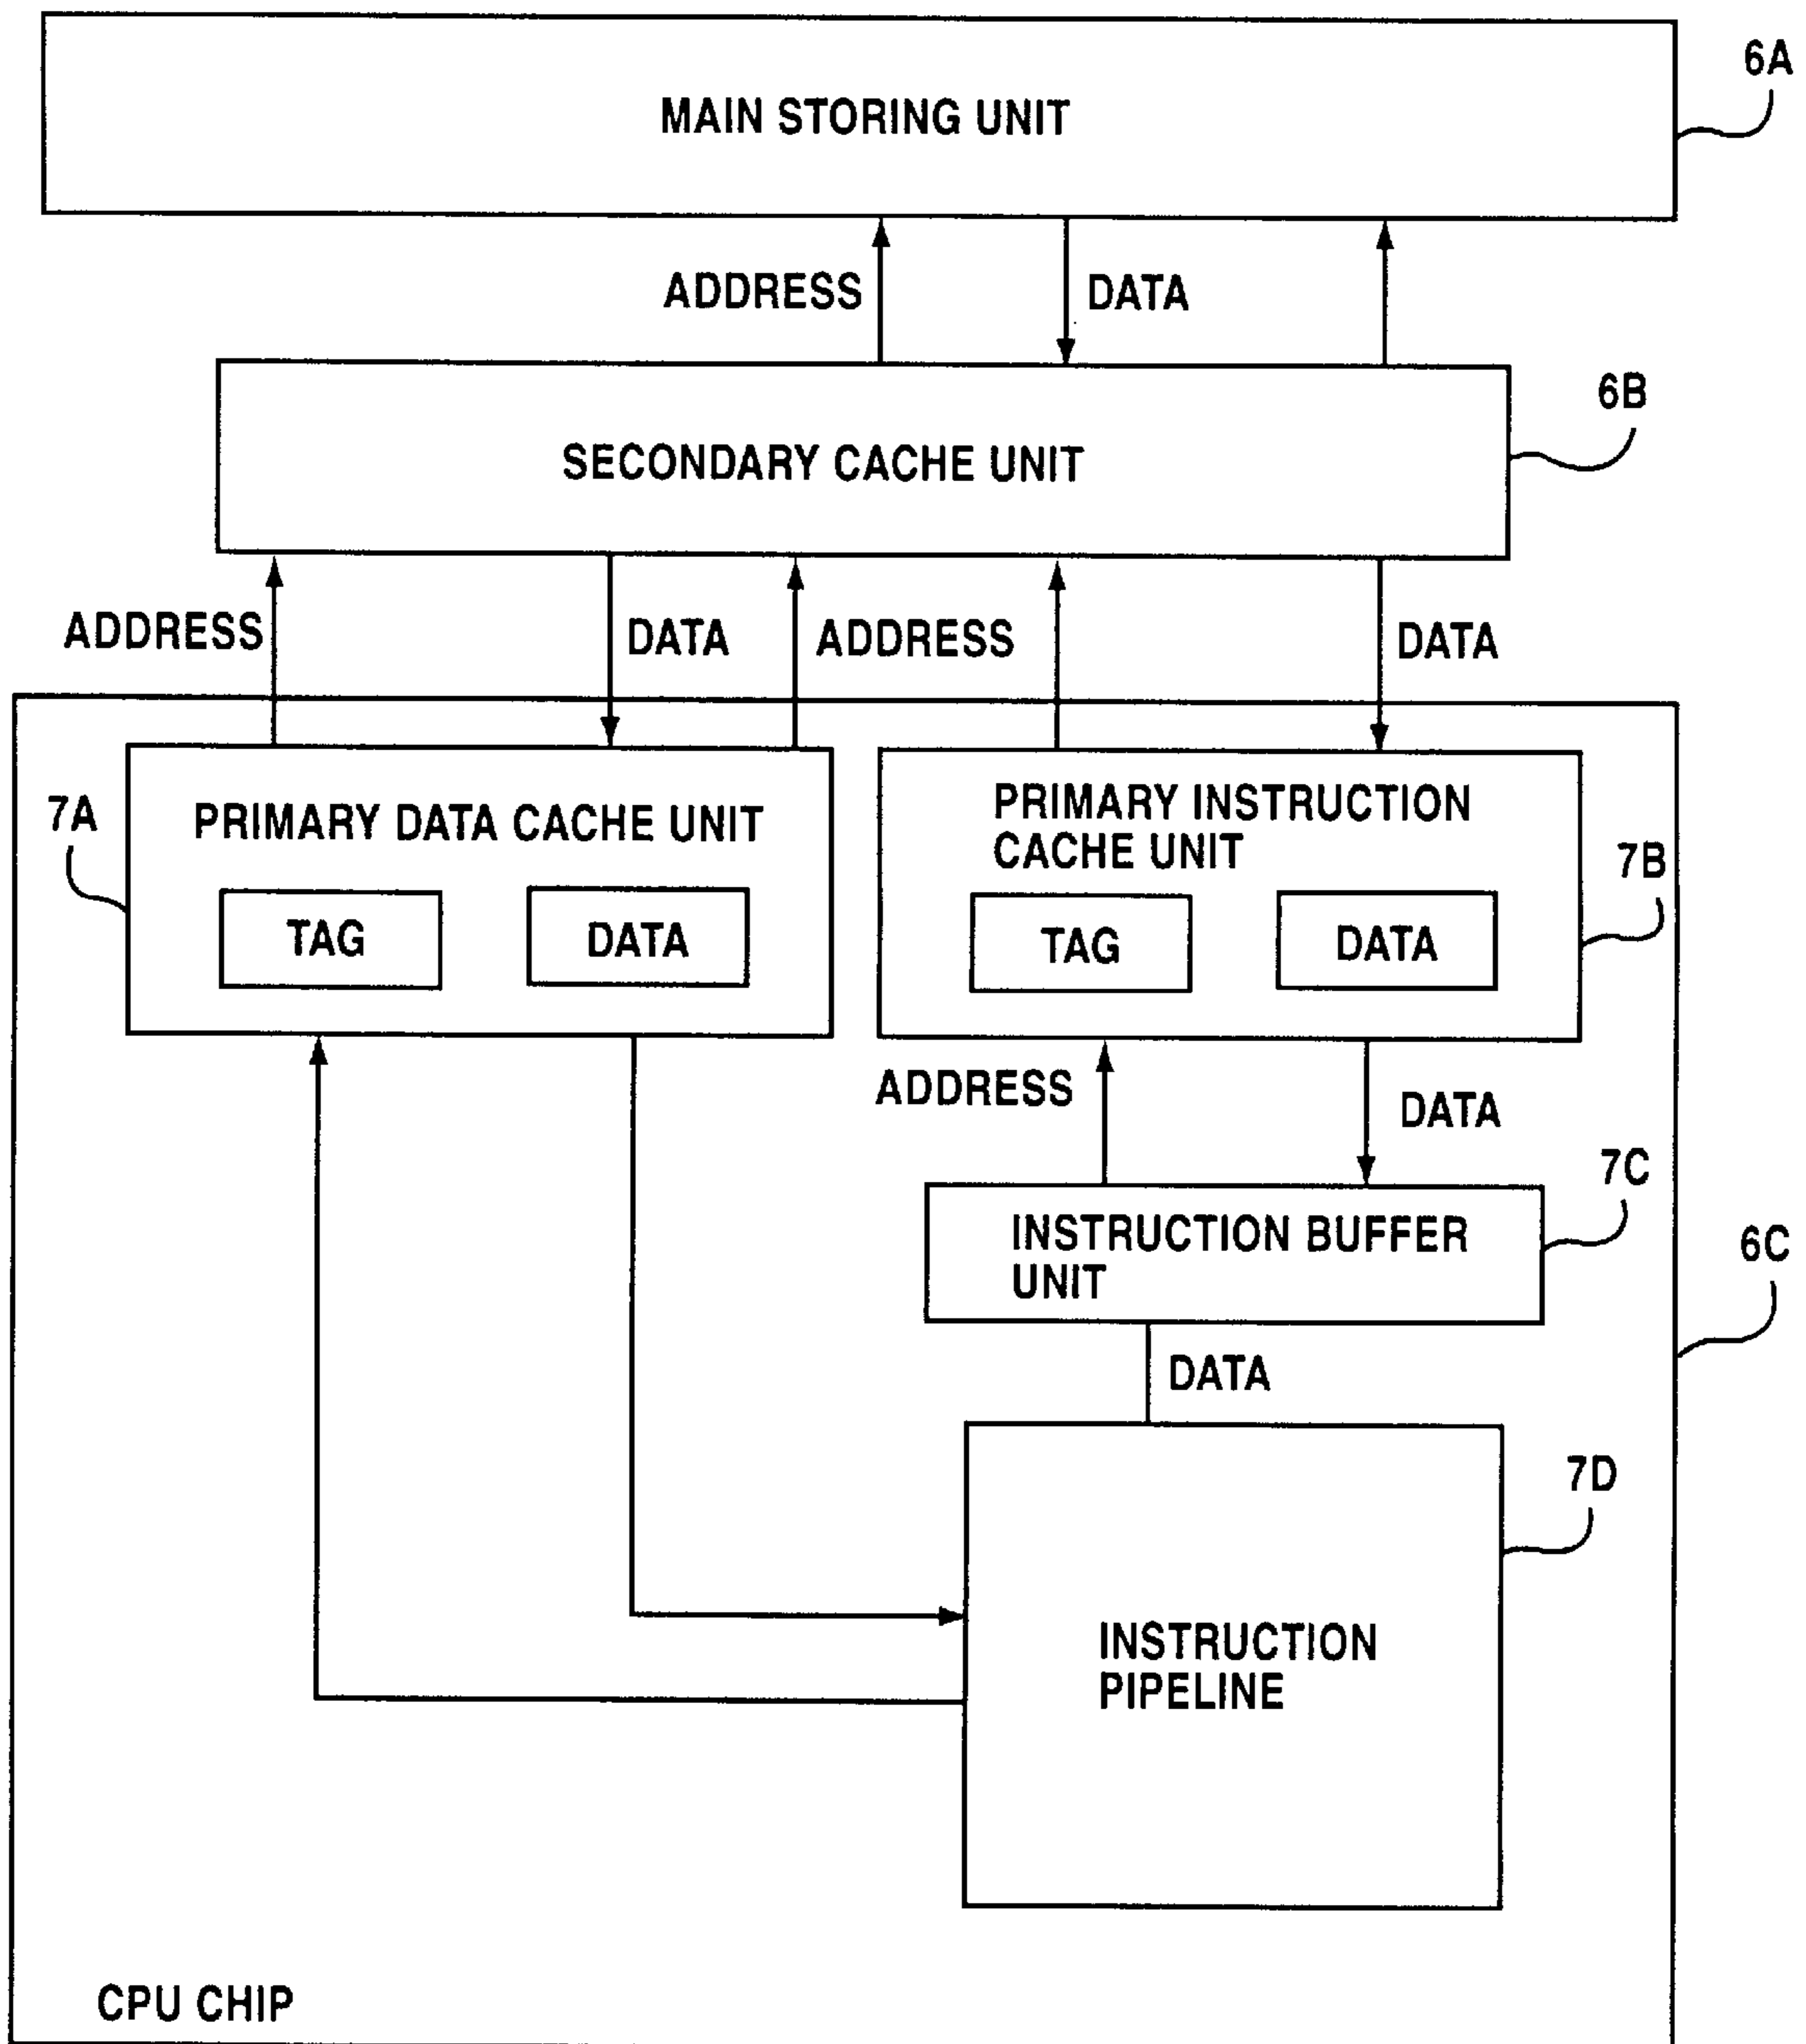 MAIN STORING UNIT
6A
ADDRESS
DATA
6B
SECONDARY CACHE UNIT
ADDRESS
DATA
ADDRESS
DATA
7A
PRIMARY DATA CACHE UNIT
TAG
DATA
PRIMARY INSTRUCTION
CACHE UNIT
7B
TAG
DATA
ADDRESS
DATA
7C
INSTRUCTION BUFFER
UNIT
6C
DATA
7D
INSTRUCTION
PIPELINE
CPU CHIP